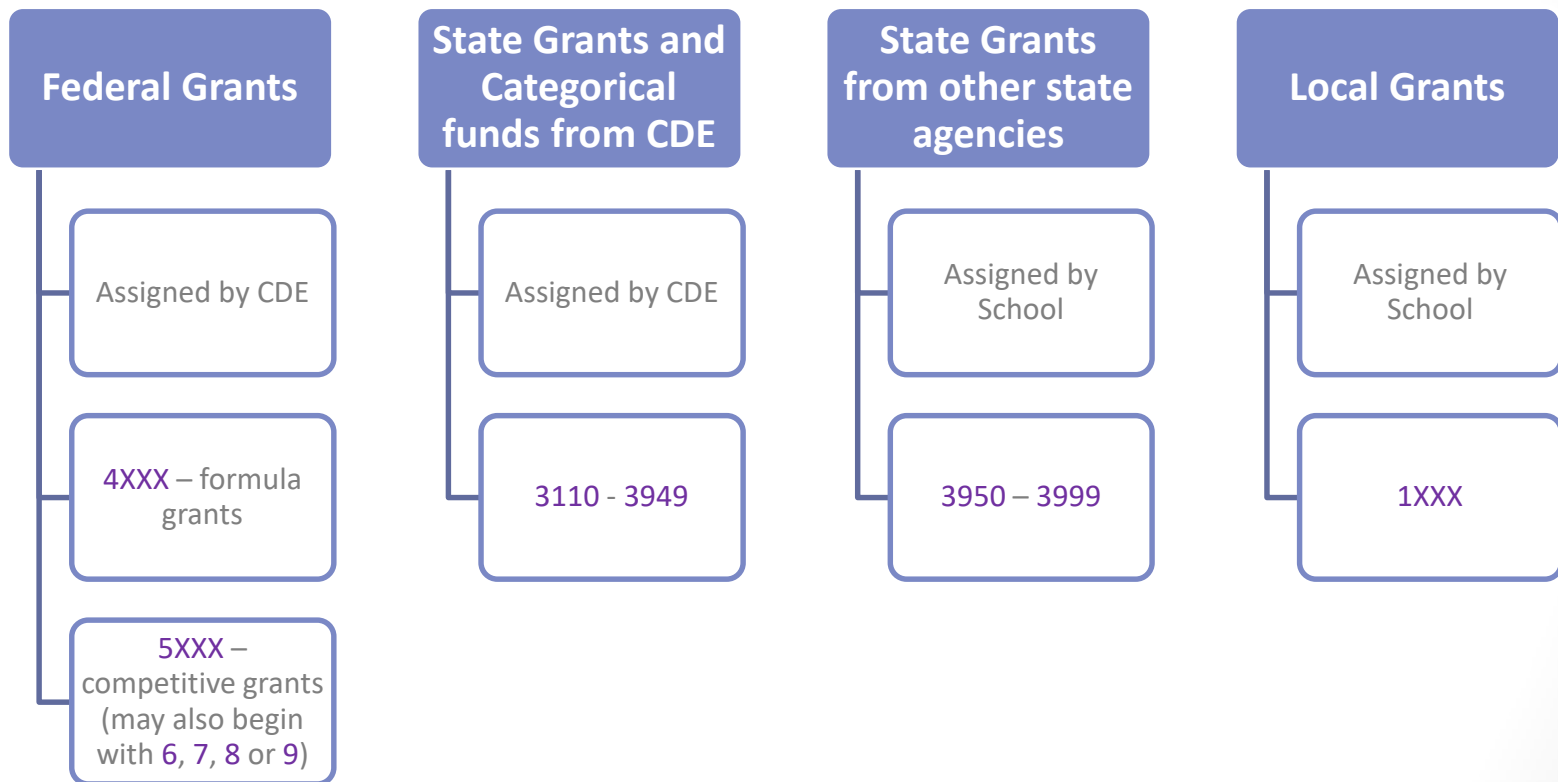 Federal Grants
Assigned by CDE
4XXX – formula
grants
5XXX –
competitive grants
(may also begin
with 6, 7, 8 or 9)
State Grants and
Categorical
funds from CDE
Assigned by CDE
3110 - 3949
State Grants
from other state
agencies
Assigned by
School
3950 – 3999
Local Grants
Assigned by
School
1XXX